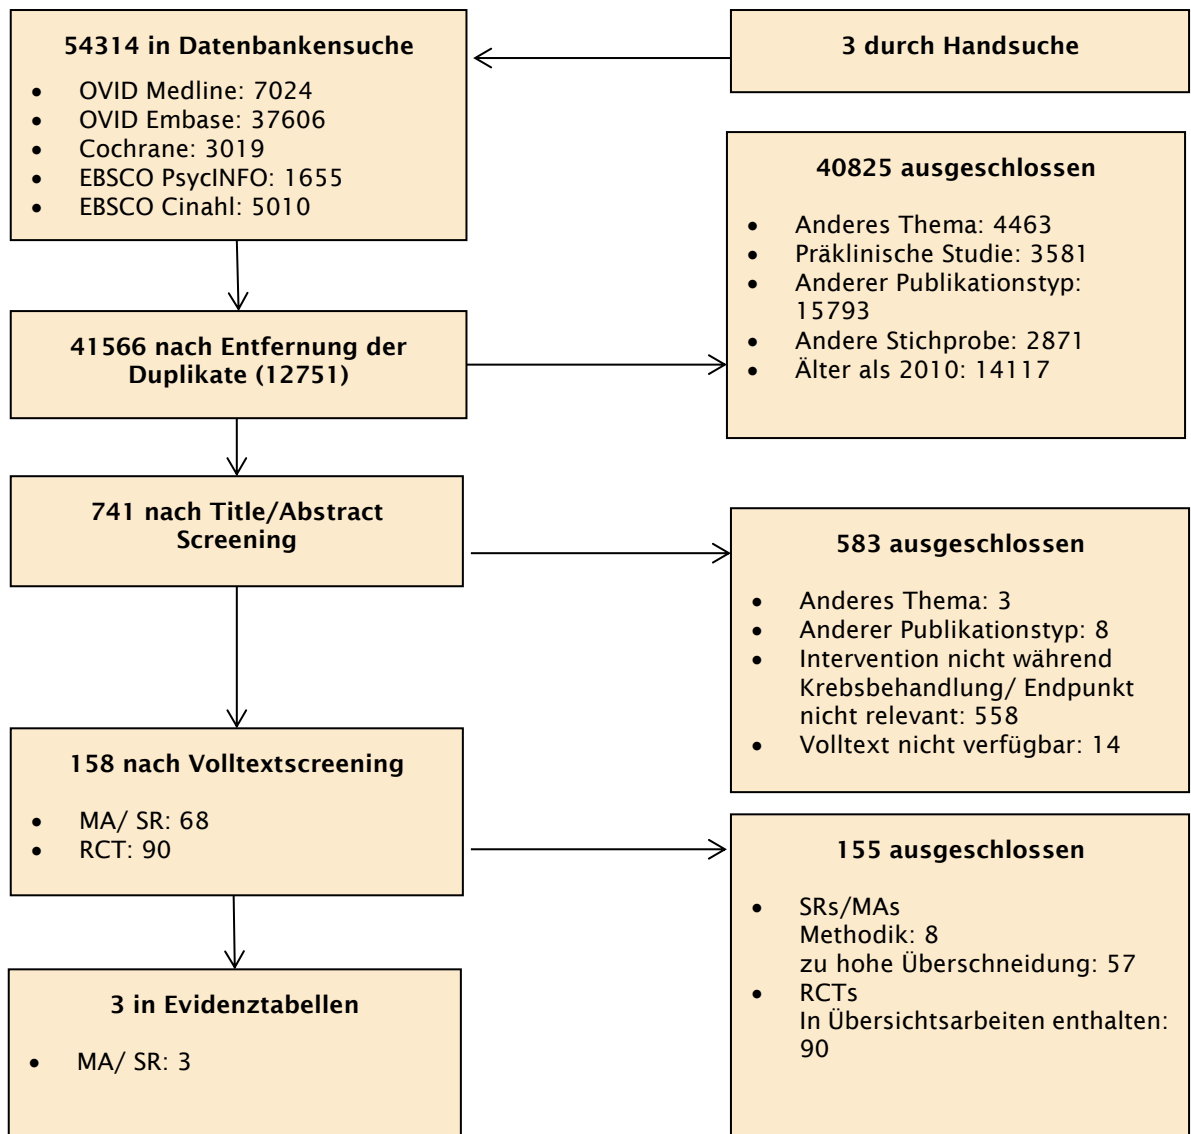 54314 in Datenbankensuche
• OVID Medline: 7024
• OVID Embase: 37606
• Cochrane: 3019
• EBSCO PsycINFO: 1655
• EBSCO Cinahl: 5010
3 durch Handsuche
40825 ausgeschlossen
• Anderes Thema: 4463
• Präklinische Studie: 3581
• Anderer Publikationstyp:
15793
• Andere Stichprobe: 2871
• Älter als 2010: 14117
41566 nach Entfernung der
Duplikate (12751)
741 nach Title/Abstract
Screening
583 ausgeschlossen
• Anderes Thema: 3
• Anderer Publikationstyp: 8
• Intervention nicht während
Krebsbehandlung/ Endpunkt
nicht relevant: 558
• Volltext nicht verfügbar: 14
158 nach Volltextscreening
• MA/ SR: 68
• RCT: 90
155 ausgeschlossen
• SRs/MAs
Methodik: 8
zu hohe Überschneidung: 57
• RCTs
In Übersichtsarbeiten enthalten:
90
3 in Evidenztabellen
• MA/ SR: 3